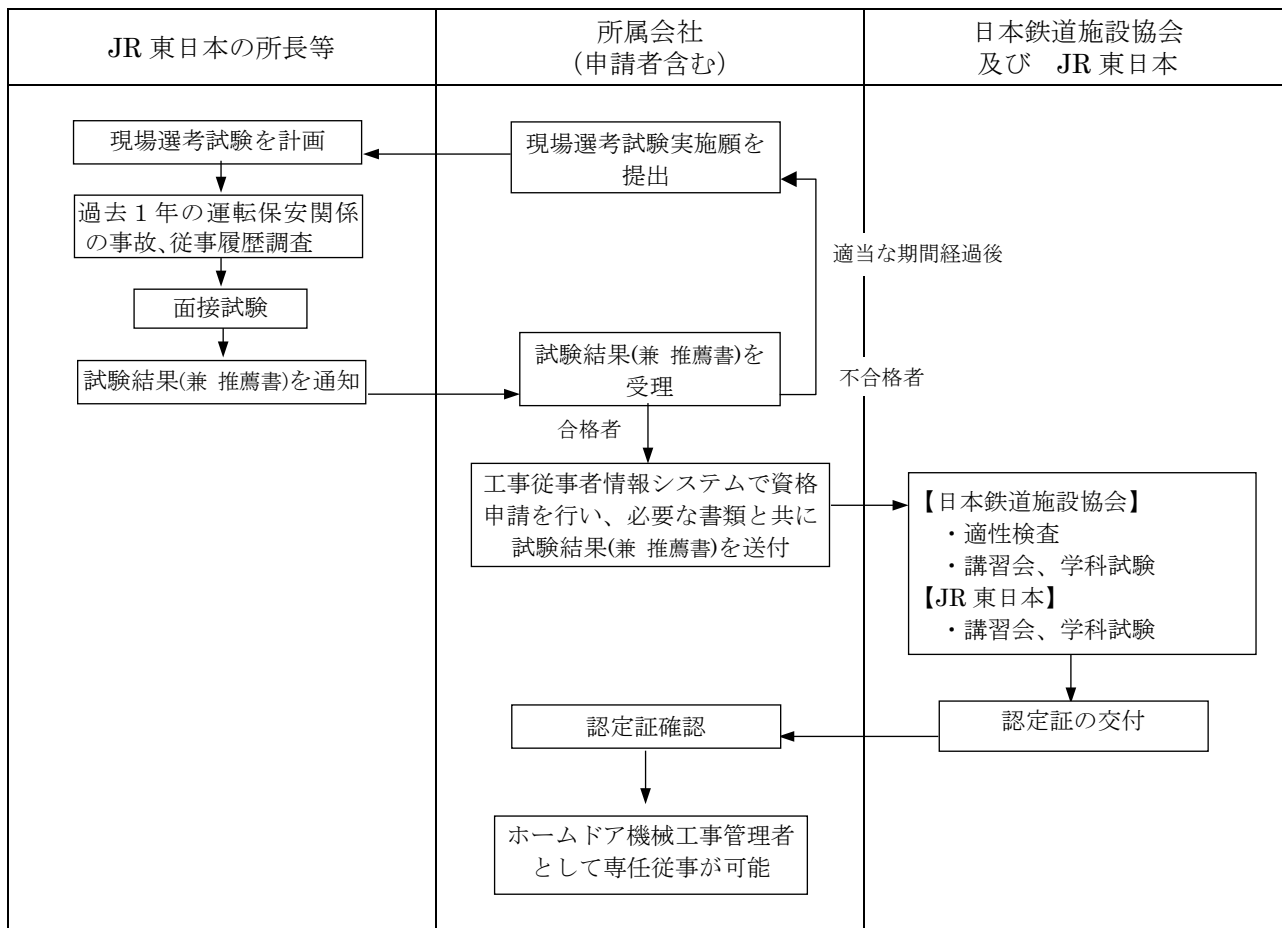 JR 東日本の所長等
所属会社
(申請者含む)
日本鉄道施設協会
及び JR 東日本
現場選考試験を計画
現場選考試験実施願を
提出
過去1年の運転保安関係
の事故、従事履歴調査
適当な期間経過後
面接試験
試験結果(兼 推薦書)を通知
試験結果(兼 推薦書)を
受理
不合格者
合格者
工事従事者情報システムで資格
申請を行い、必要な書類と共に
試験結果(兼 推薦書)を送付
【日本鉄道施設協会】
・適性検査
・講習会、学科試験
【JR 東日本】
・講習会、学科試験
認定証の交付
認定証確認
ホームドア機械工事管理者
として専任従事が可能